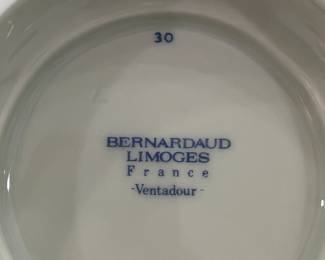 30
BERNARDAUD
LIMOGES
France
-Ventadour-